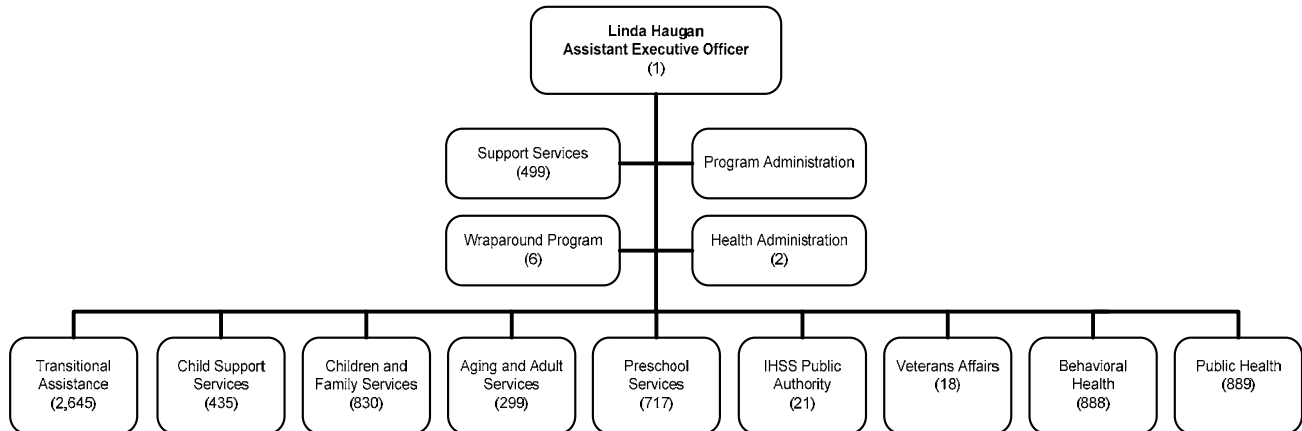 Linda Haugan
Assistant Executive Officer
(1)
Support Services
(499)
Program Administration
Wraparound Program
(6)
Health Administration
(2)
Transitional
Assistance
(2,645)
Child Support
Services
(435)
Children and
Family Services
(830)
Aging and Adult
Services
(299)
Preschool
Services
(717)
IHSS Public
Authority
(21)
Veterans Affairs
(18)
Behavioral
Health
(888)
Public Health
(889)